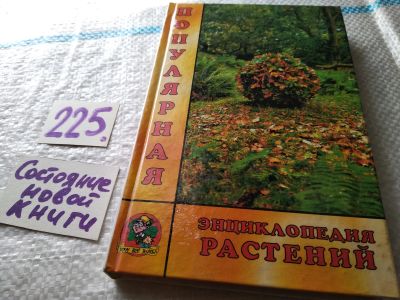 ПОПУЛЯРНАЯ
ЭНЦИКЛОПЕДИЯ
РАСТЕНИЙ
225.
Состояние
новой
книги